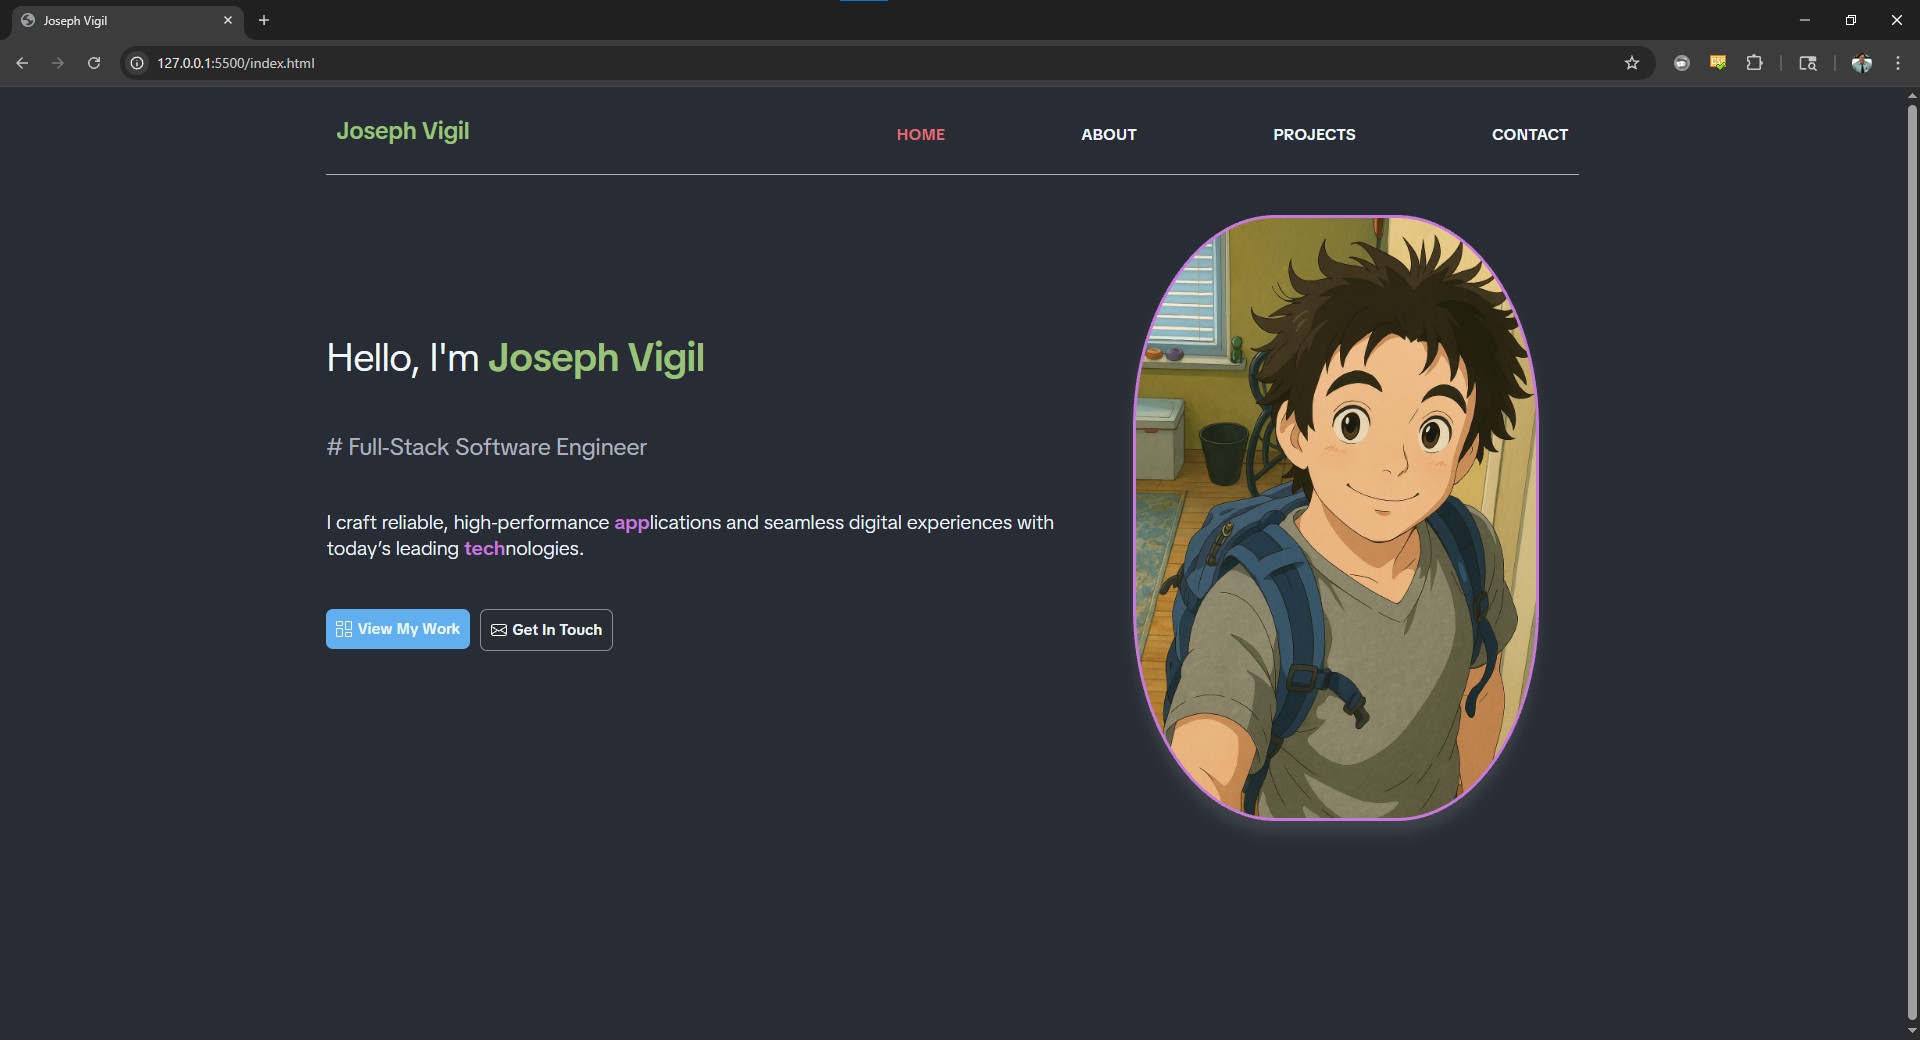 Joseph Vigil
127.0.0.1:5500/index.html
Joseph Vigil
HOME
ABOUT
PROJECTS
CONTACT
Hello, I'm Joseph Vigil
# Full-Stack Software Engineer
I craft reliable, high-performance applications and seamless digital experiences with
today’s leading technologies.
View My Work
Get In Touch